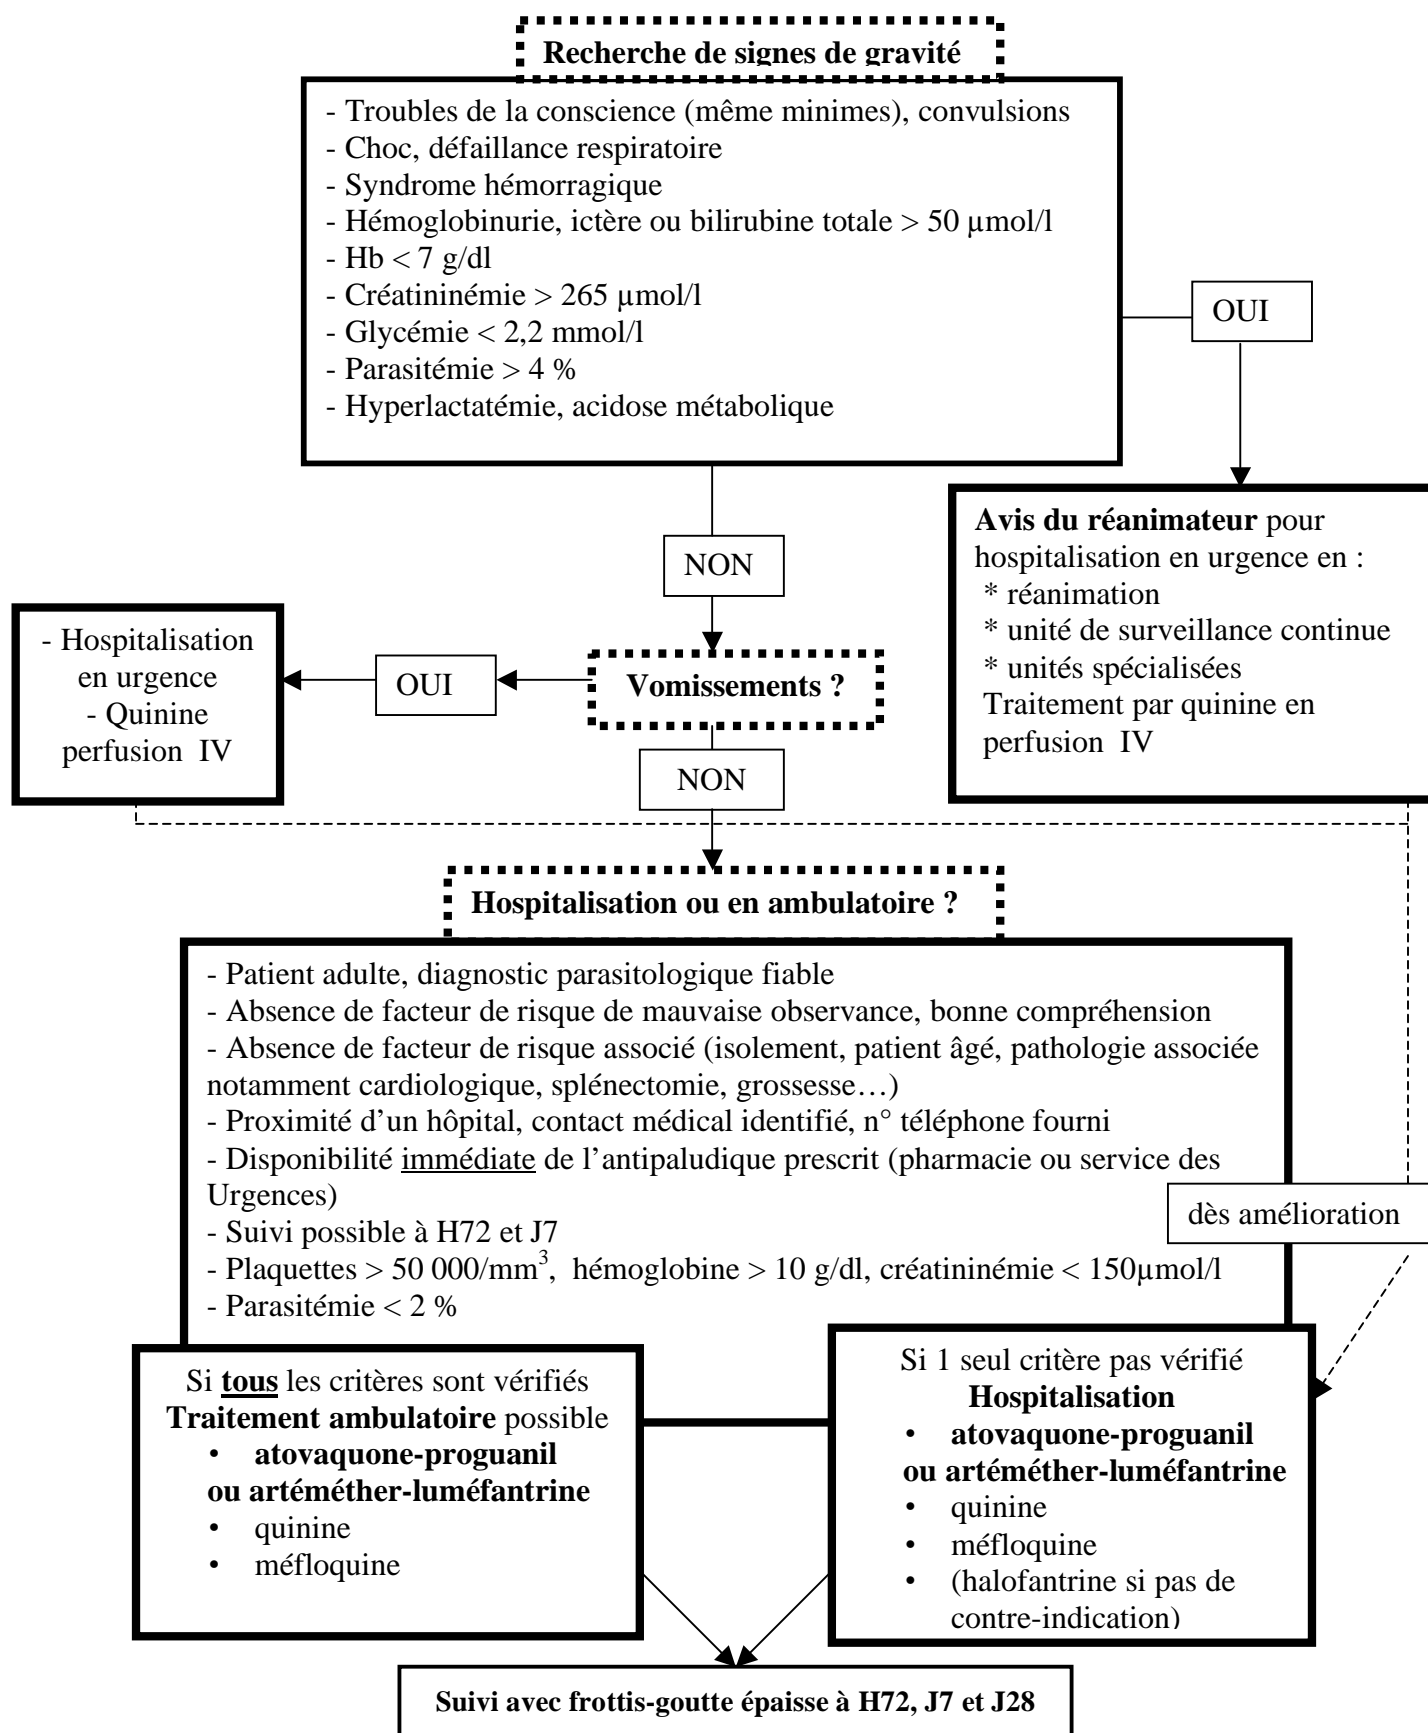 Recherche de signes de gravité
- Troubles de la conscience (même minimes), convulsions
- Choc, défaillance respiratoire
- Syndrome hémorragique
- Hémoglobinurie, ictère ou bilirubine totale > 50 µmol/l
- Hb < 7 g/dl
- Créatininémie > 265 µmol/l
- Glycémie < 2,2 mmol/l
- Parasitémie > 4 %
- Hyperlactatémie, acidose métabolique
OUI
Avis du réanimateur pour
hospitalisation en urgence en :
* réanimation
* unité de surveillance continue
* unités spécialisées
Traitement par quinine en
perfusion IV
NON
Vomissements ?
OUI
- Hospitalisation
en urgence
- Quinine
perfusion IV
NON
Hospitalisation ou en ambulatoire ?
- Patient adulte, diagnostic parasitologique fiable
- Absence de facteur de risque de mauvaise observance, bonne compréhension
- Absence de facteur de risque associé (isolement, patient âgé, pathologie associée
notamment cardiologique, splénectomie, grossesse…)
- Proximité d’un hôpital, contact médical identifié, n° téléphone fourni
- Disponibilité immédiate de l’antipaludique prescrit (pharmacie ou service des
Urgences)
- Suivi possible à H72 et J7
- Plaquettes > 50 000/mm³, hémoglobine > 10 g/dl, créatininémie < 150µmol/l
- Parasitémie < 2 %
dès amélioration
Si tous les critères sont vérifiés
Traitement ambulatoire possible
• atovaquone-proguanil
ou artéméther-luméfantrine
• quinine
• méfloquine
Si 1 seul critère pas vérifié
Hospitalisation
• atovaquone-proguanil
ou artéméther-luméfantrine
• quinine
• méfloquine
• (halofantrine si pas de
contre-indication)
Suivi avec frottis-goutte épaisse à H72, J7 et J28